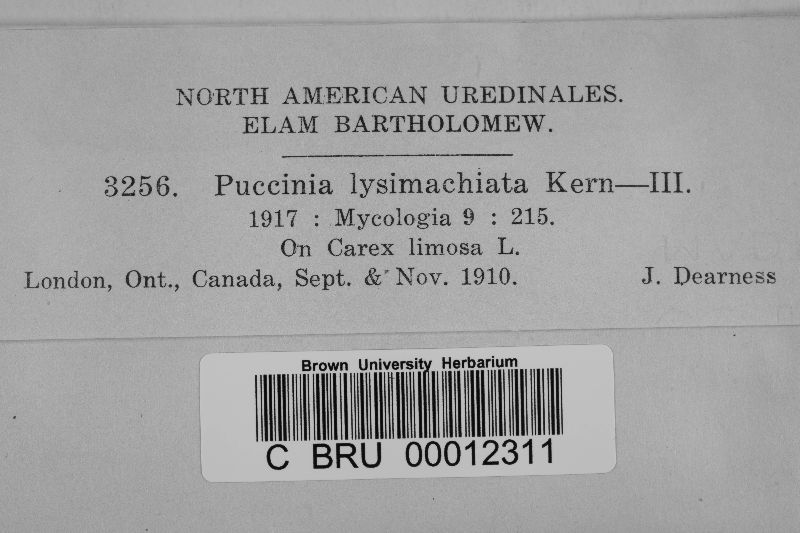 NORTH AMERICAN UREDINALES.
ELAM BARTHOLOMEW.
3256. Puccinia lysimachiata Kern—III.
1917 : Mycologia 9 : 215.
On Carex limosa L.
London, Ont., Canada, Sept. & Nov. 1910. J. Dearness
Brown University Herbarium
C BRU 00012311